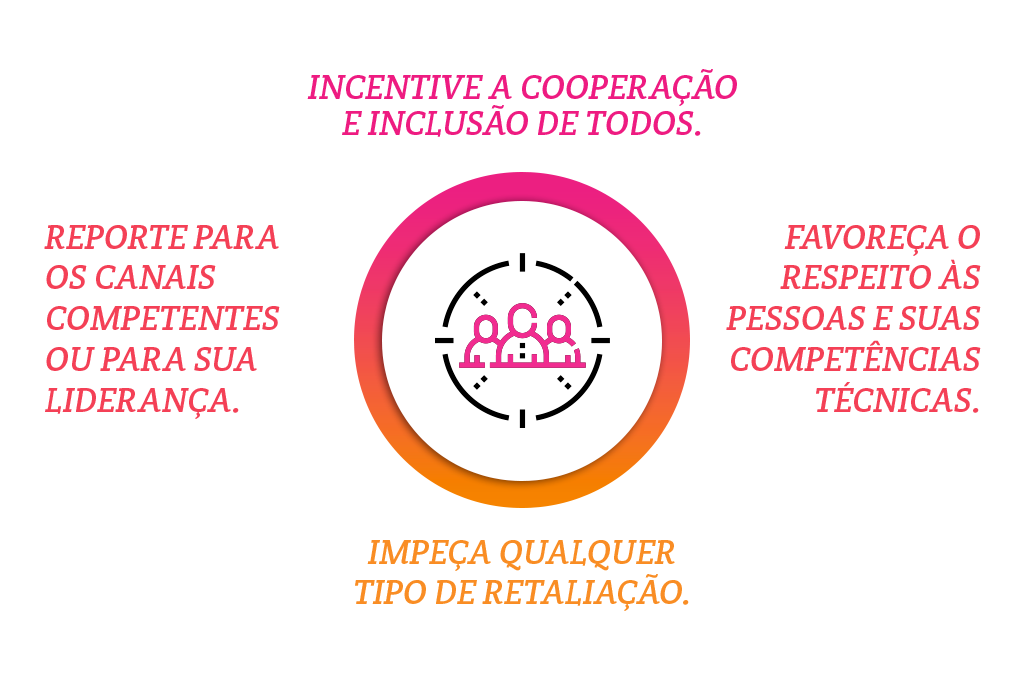 INCENTIVE A COOPERAÇÃO
E INCLUSÃO DE TODOS.
REPORTE PARA
OS CANAIS
COMPETENTES
OU PARA SUA
LIDERANÇA.
FAVOREÇA O
RESPEITO ÀS
PESSOAS E SUAS
COMPETÊNCIAS
TÉCNICAS.
IMPEÇA QUALQUER
TIPO DE RETALIAÇÃO.